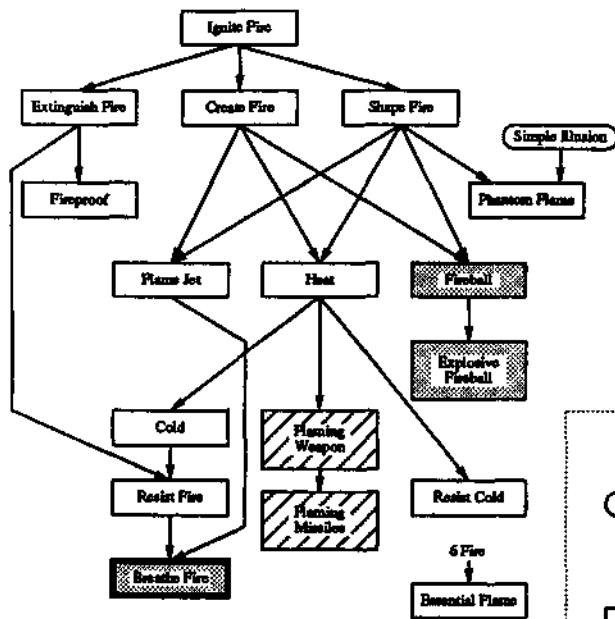 Ignite Fire
Extinguish Fire
Create Fire
Shape Fire
Simple Illusion
Fireproof
Phantom Flame
Flame Jet
Heat
Fireball
Explosive
Fireball
Cold
Flaming
Weapon
Resist Fire
Flaming
Missiles
Resist Cold
6 Fire
Breathe Fire
Essential Flame